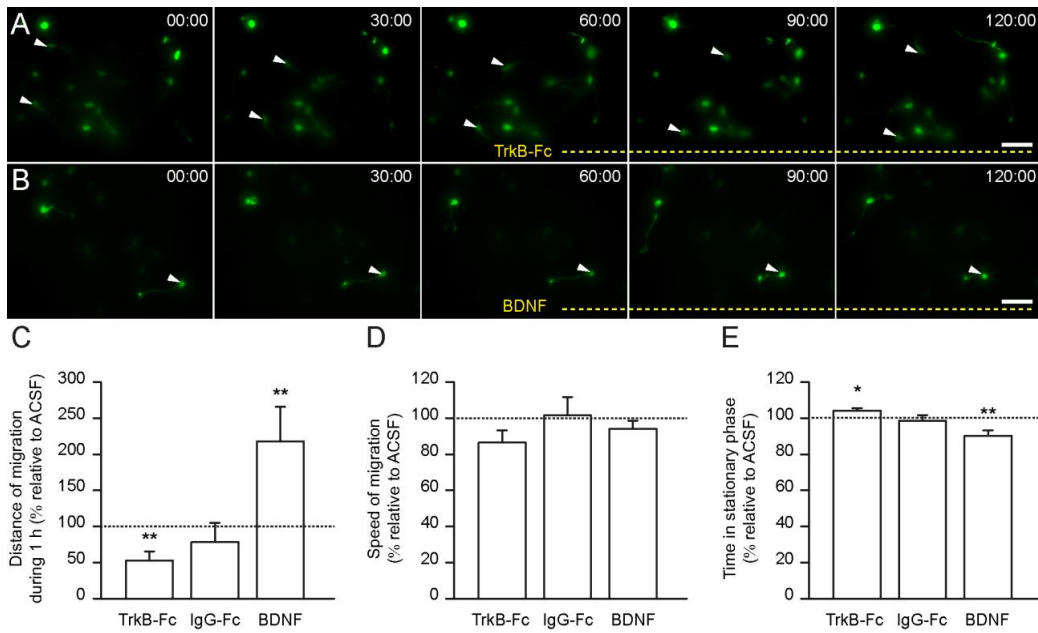 A 00:00 30:00 60:00 90:00 120:00
TrkB-Fc
B 00:00 30:00 60:00 90:00 120:00
BDNF
C
Distance of migration
during 1 h (% relative to ACSF)
300
250
200
150
100
50
0
**
**
TrkB-Fc IgG-Fc BDNF
D
Speed of migration
(% relative to ACSF)
120
100
80
60
40
20
0
TrkB-Fc IgG-Fc BDNF
E
Time in stationary phase
(% relative to ACSF)
120
100
80
60
40
20
0
*
**
TrkB-Fc IgG-Fc BDNF